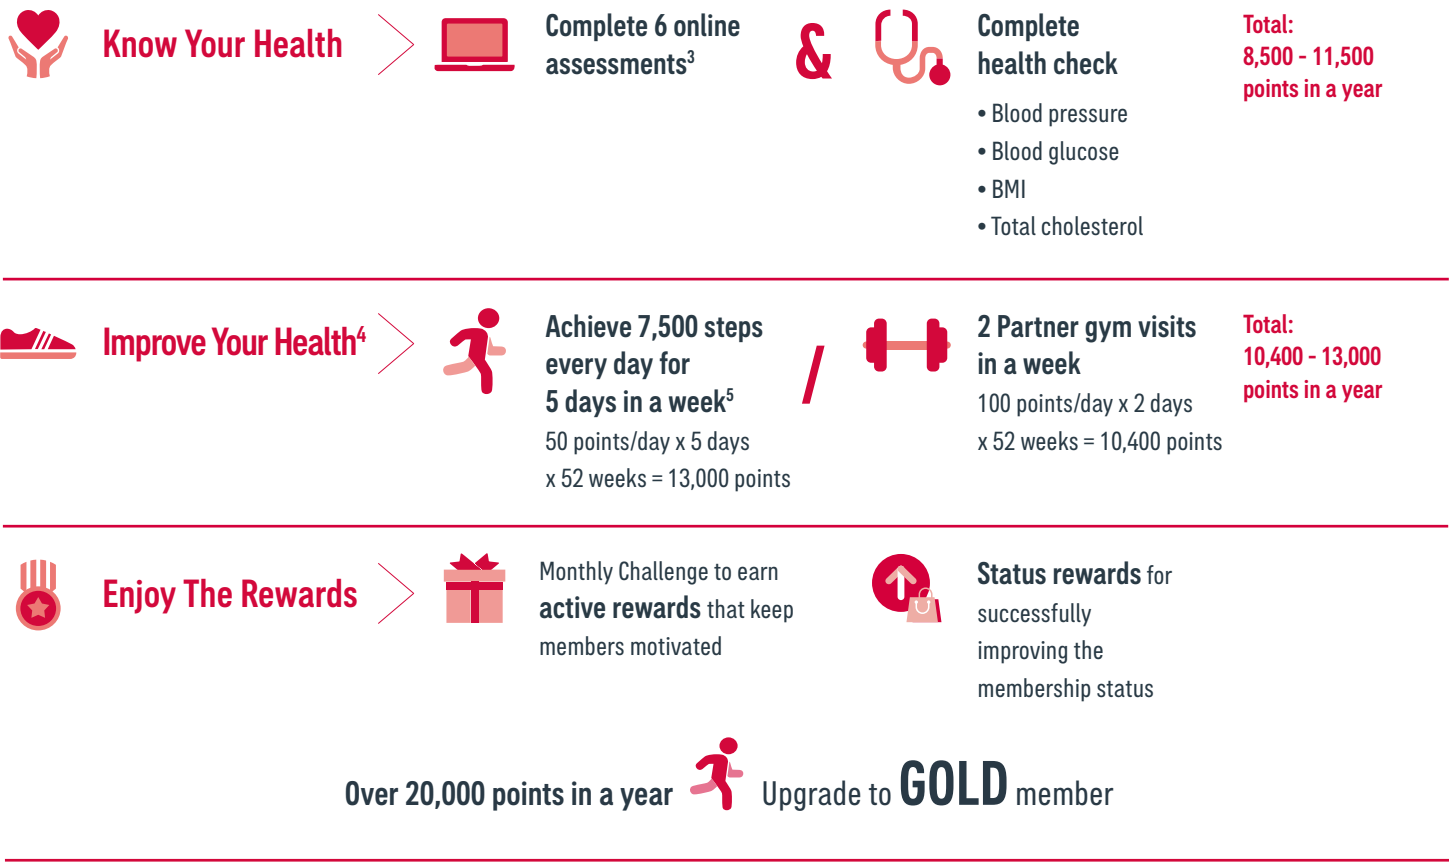 Know Your Health
Complete 6 online
assessments3
&
Complete
health check
• Blood pressure
• Blood glucose
• BMI
• Total cholesterol
Total:
8,500 - 11,500
points in a year
Improve Your Health4
Achieve 7,500 steps
every day for
5 days in a week5
50 points/day x 5 days
x 52 weeks = 13,000 points
/
2 Partner gym visits
in a week
100 points/day x 2 days
x 52 weeks = 10,400 points
Total:
10,400 - 13,000
points in a year
Enjoy The Rewards
Monthly Challenge to earn
active rewards that keep
members motivated
Status rewards for
successfully
improving the
membership status
Over 20,000 points in a year Upgrade to GOLD member